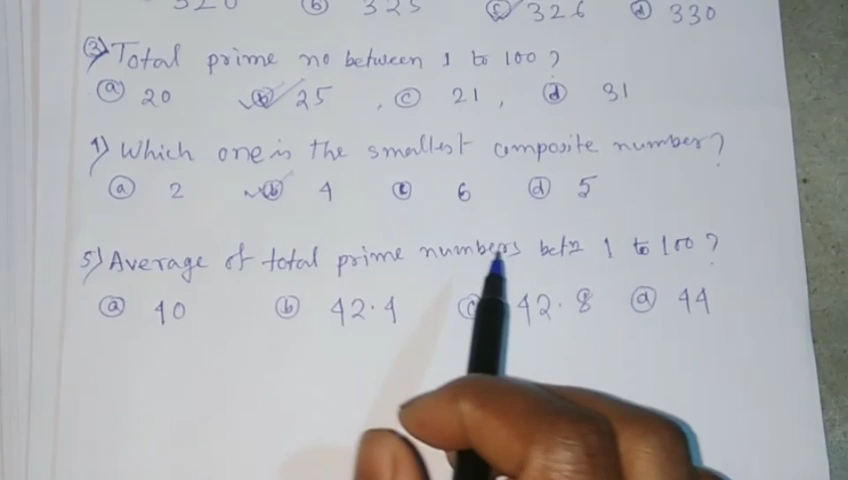 320 ⓑ 325 ⓒ 326 ⓓ 330
③) Total prime no between 1 to 100 ?
ⓐ 20 ⓑ 25 , ⓒ 21 , ⓓ 31
4) Which one is the smallest composite number?
ⓐ 2 ⓑ 4 ⓒ 6 ⓓ 5
5) Average of total prime numbers betn 1 to 100 ?
ⓐ 40 ⓑ 42.4 ⓒ 42.8 ⓓ 44